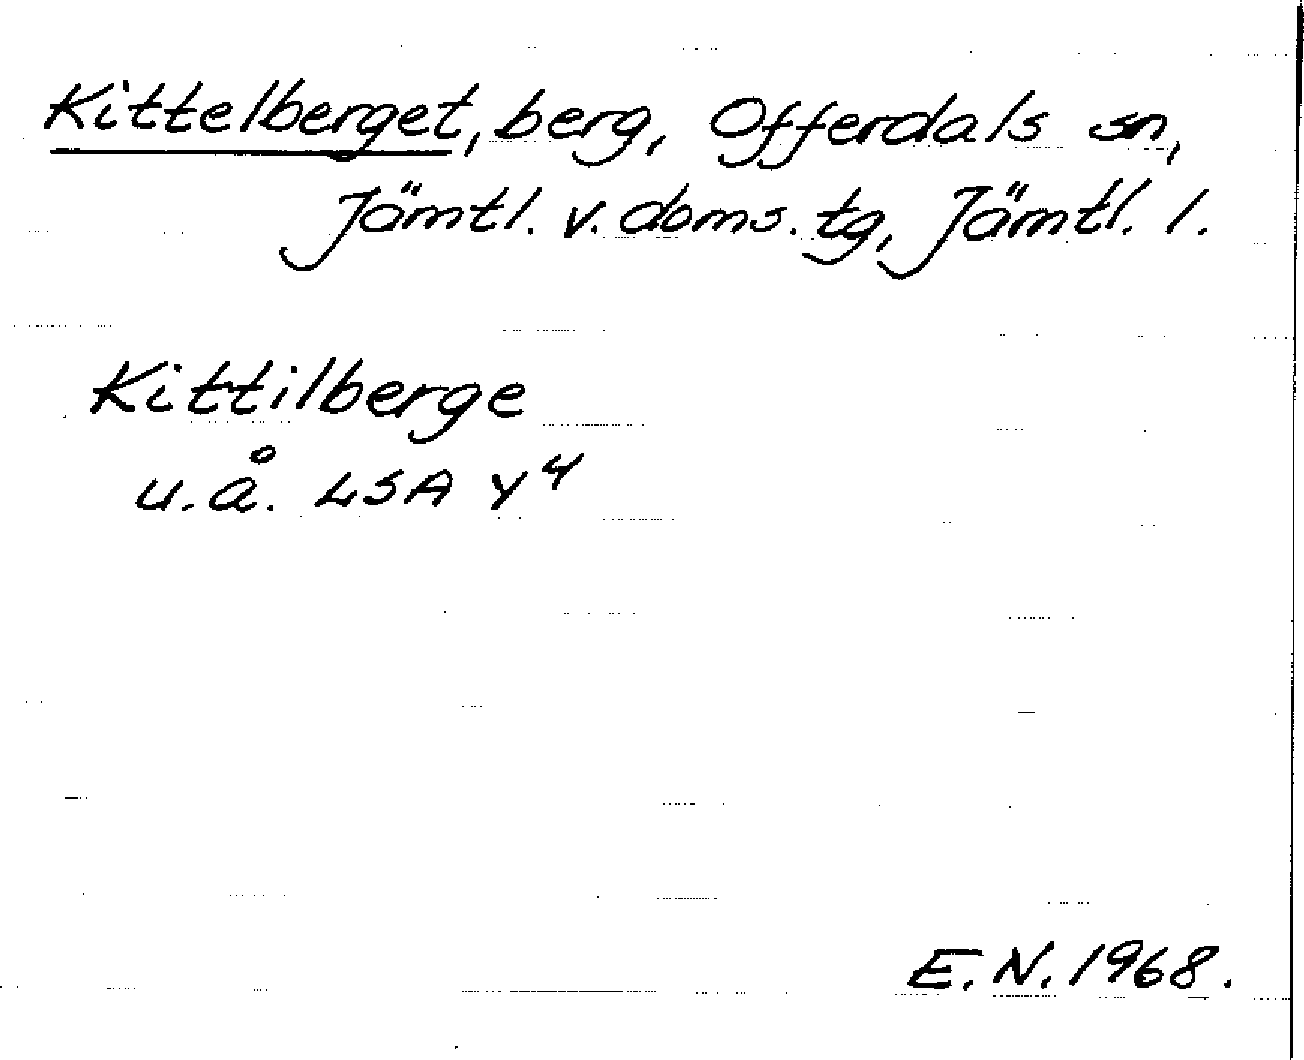 Kittelberget, berg, Offerdals sn,
Jämtl. v. doms. tg, Jämtl. l.
Kittilberge
u.å. LSA Y4
E.N. 1968.